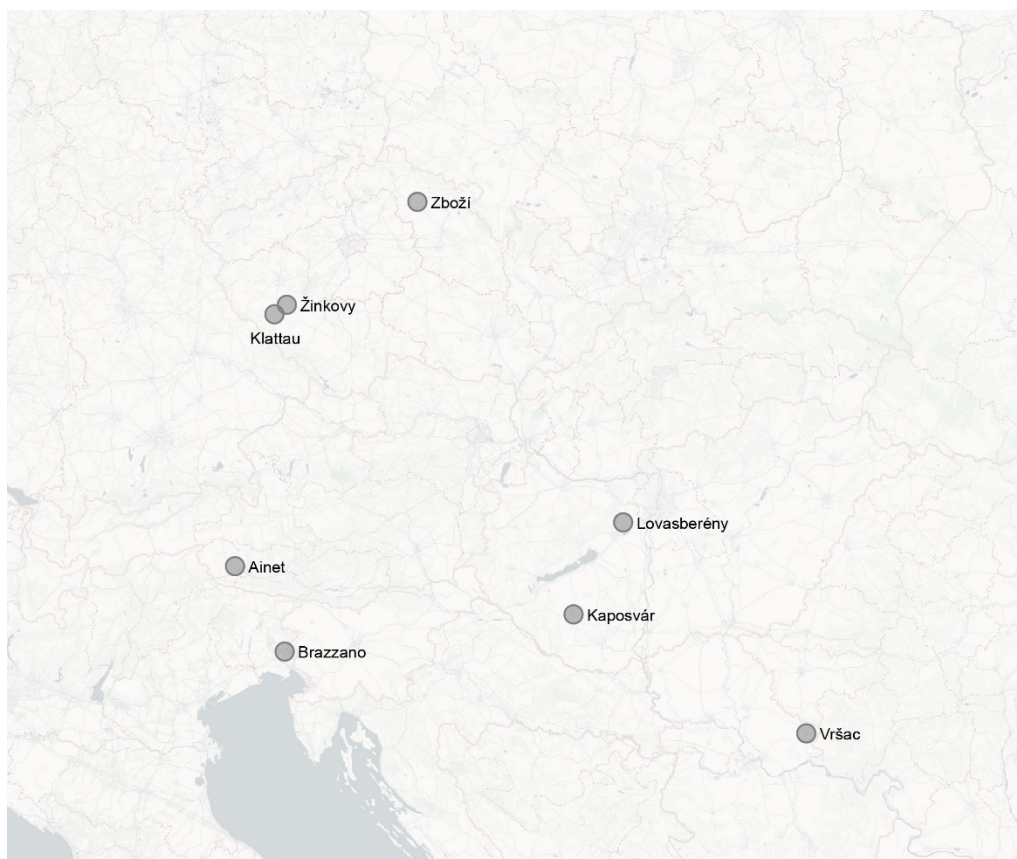 Zboží
Žinkovy
Klattau
Lovasberény
Ainet
Kaposvár
Brazzano
Vršac